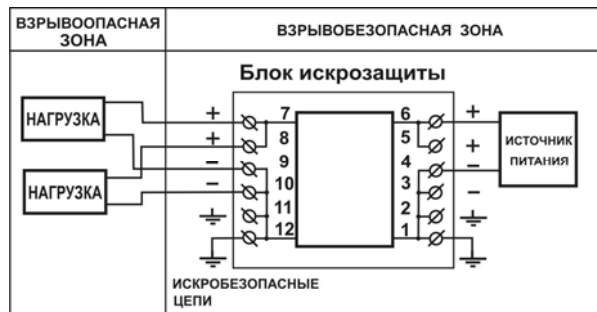 ВЗРЫВООПАСНАЯ
ЗОНА
ВЗРЫВОБЕЗОПАСНАЯ ЗОНА
Блок искрозащиты
НАГРУЗКА
НАГРУЗКА
+ 7
+ 8
– 9
– 10
11
12
6 +
5 +
4 –
3 –
2
1
ИСТОЧНИК
ПИТАНИЯ
ИСКРОБЕЗОПАСНЫЕ
ЦЕПИ